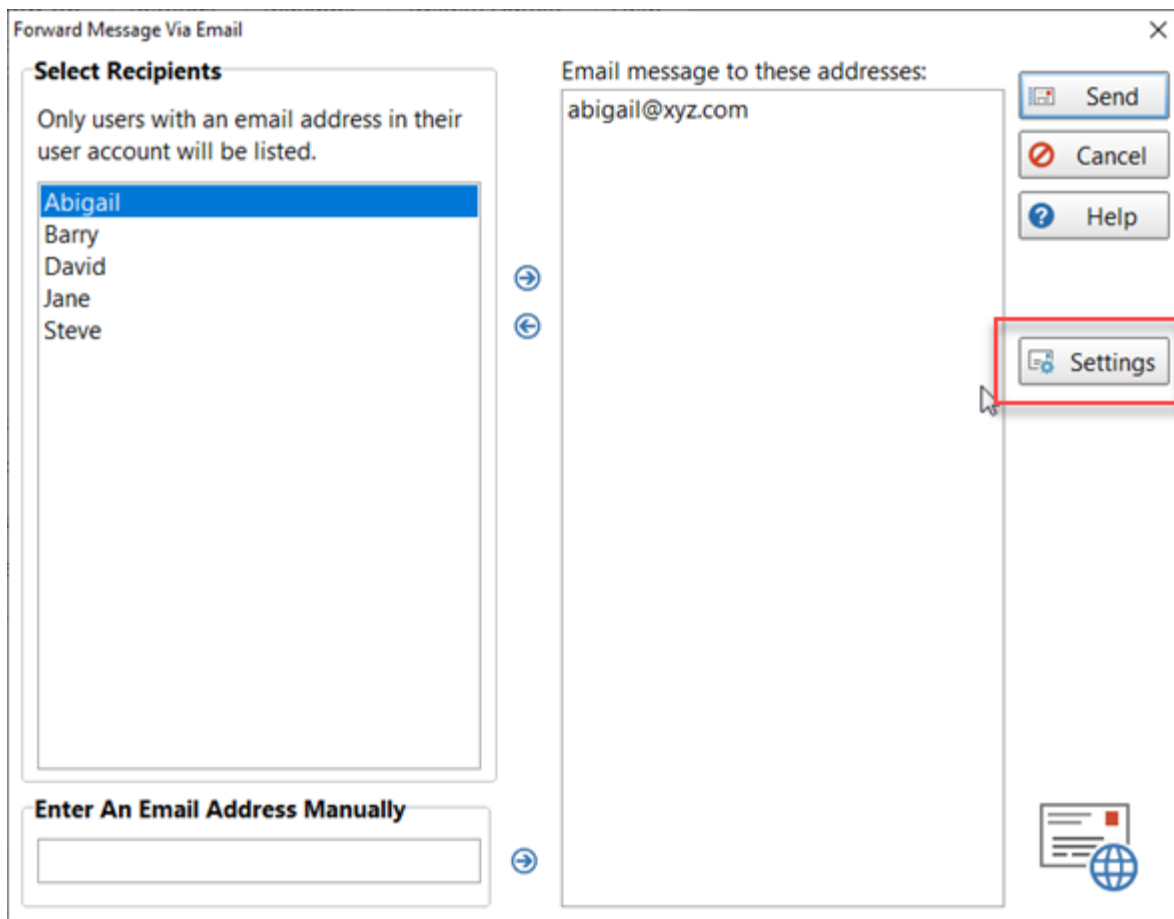 Forward Message Via Email
Select Recipients
Only users with an email address in their
user account will be listed.
Abigail
Barry
David
Jane
Steve
Enter An Email Address Manually
Email message to these addresses:
abigail@xyz.com
Send
Cancel
Help
Settings